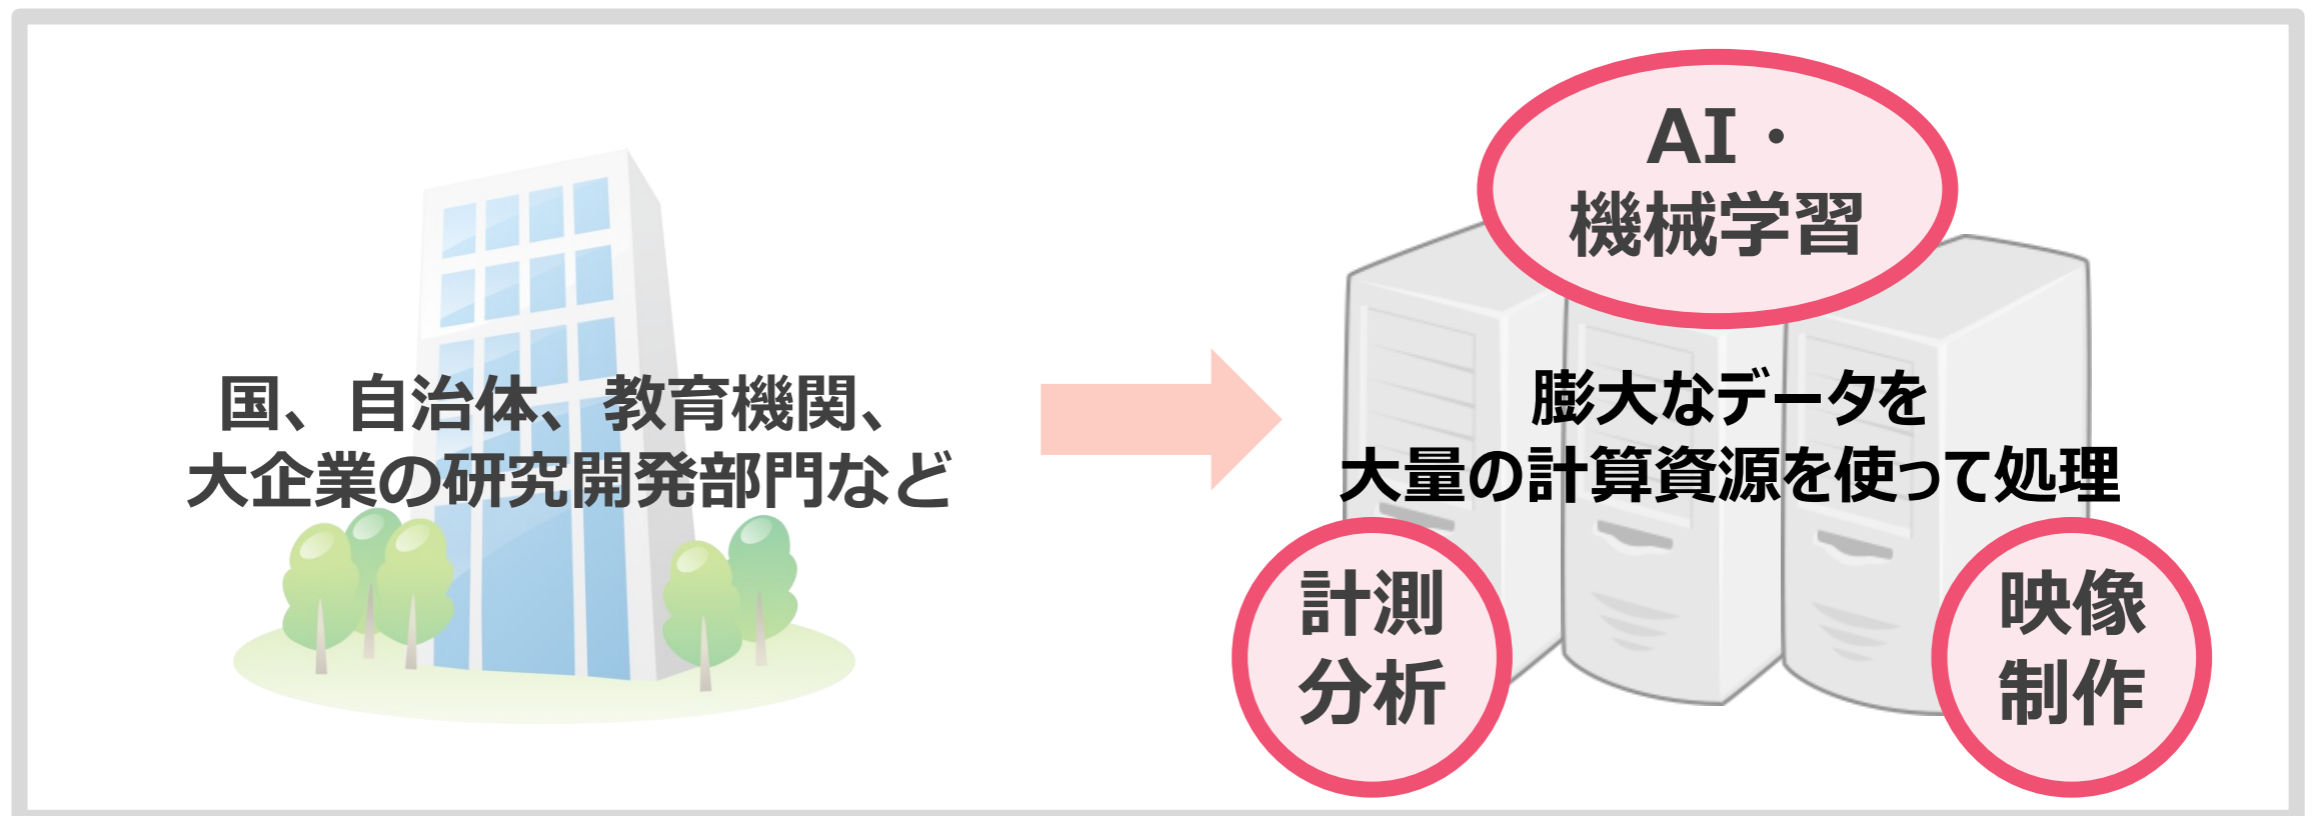 国、自治体、教育機関、
大企業の研究開発部門など
AI・
機械学習
膨大なデータを
大量の計算資源を使って処理
計測
分析
映像
制作